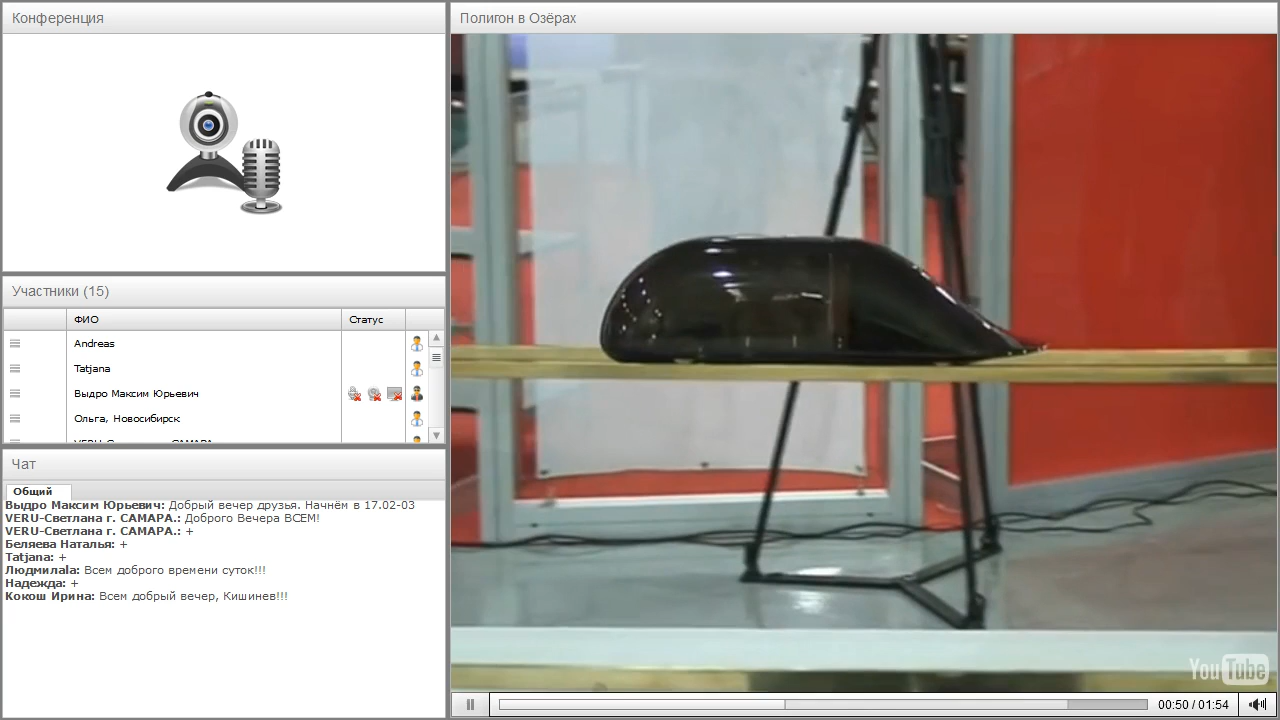 Конференция
Полигон в Озёрах
Участники (15)
ФИО Статус
Andreas
Tatjana
Выдро Максим Юрьевич
Ольга, Новосибирск
Чат
Общий
Выдро Максим Юрьевич: Добрый вечер друзья. Начнём в 17.02-03
VERU-Светлана г. САМАРА.: Доброго Вечера ВСЕМ!
VERU-Светлана г. САМАРА.: +
Беляева Наталья: +
Tatjana: +
Людмилаla: Всем доброго времени суток!!!
Надежда: +
Кокош Ирина: Всем добрый вечер, Кишинев!!!
YouTube
00:50 / 01:54